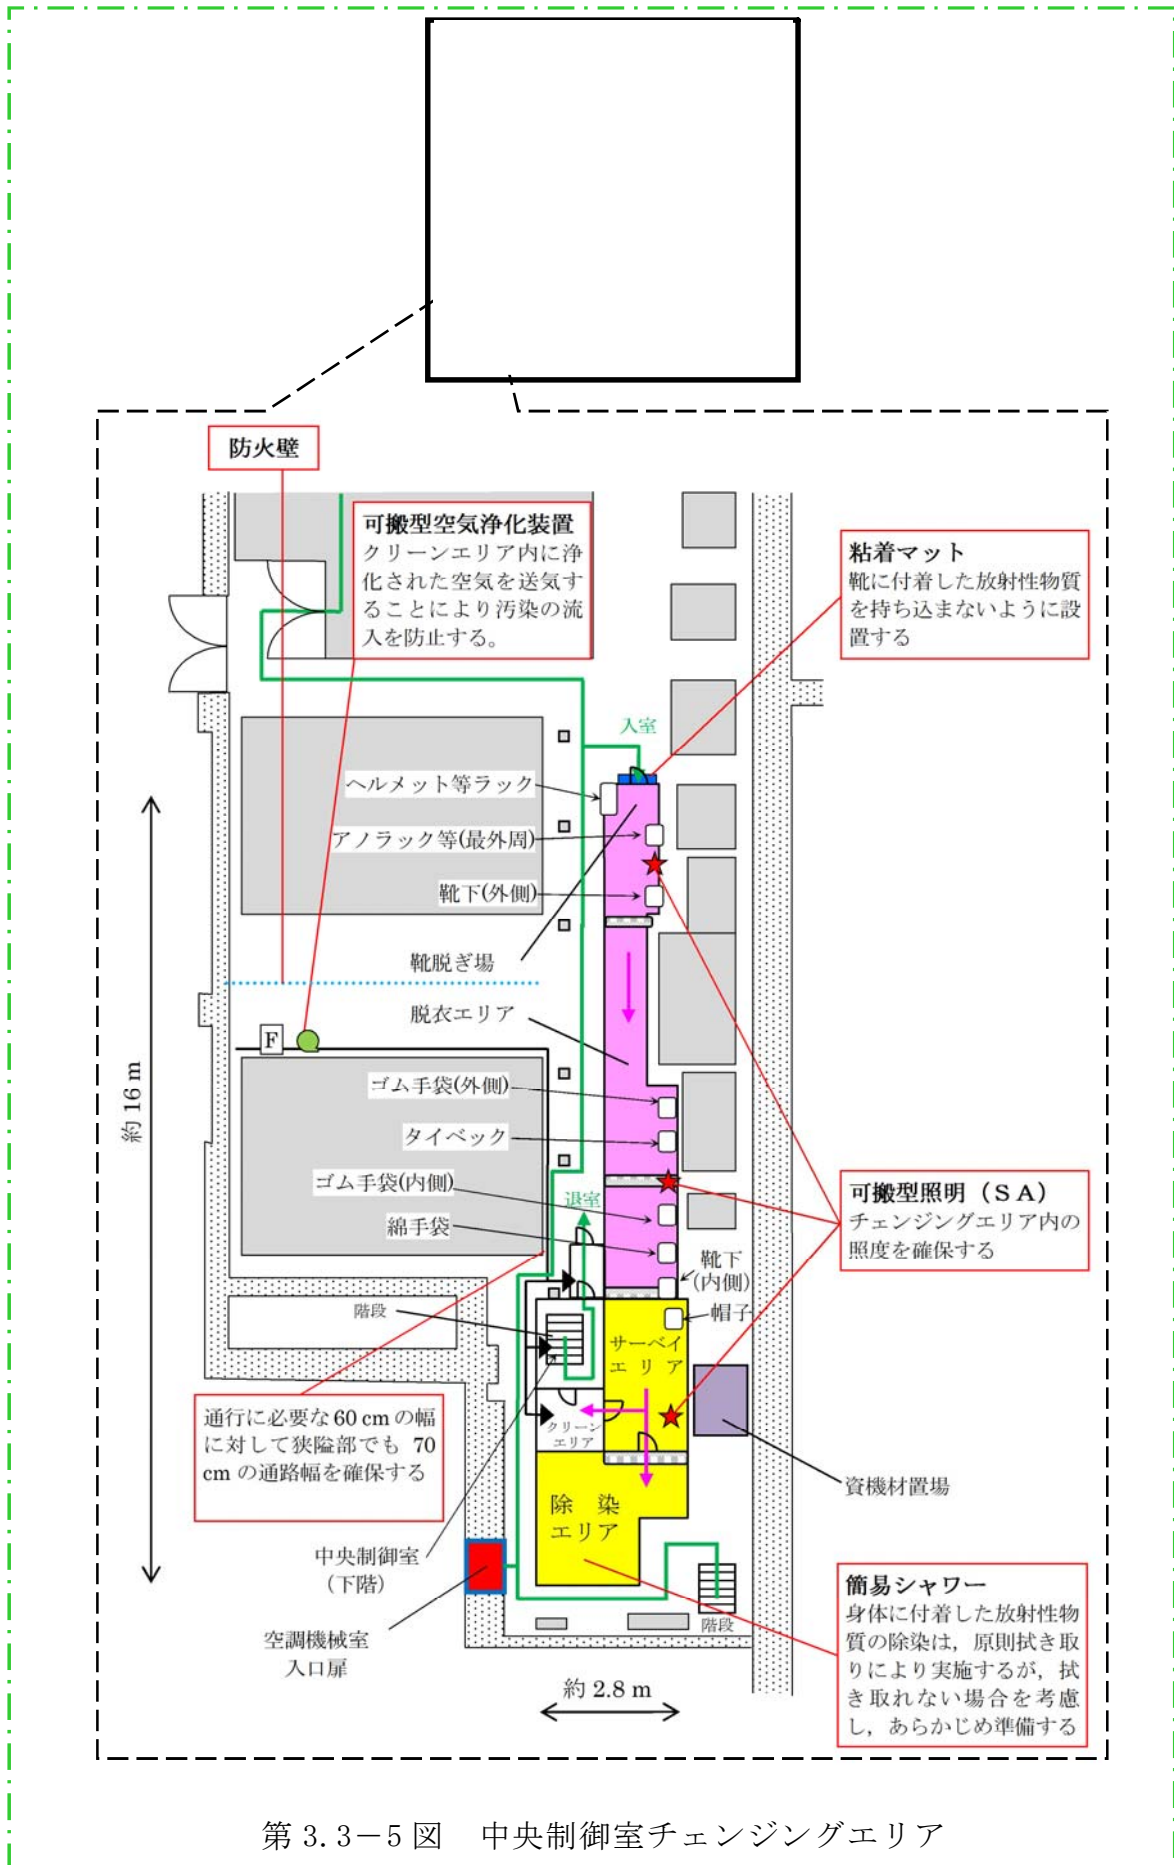 防火壁
可搬型空気浄化装置
クリーンエリア内に浄
化された空気を送気す
ることにより汚染の流
入を防止する。
粘着マット
靴に付着した放射性物質
を持ち込まないように設
置する
入室
ヘルメット等ラック
アノラック等(最外周)
靴下(外側)
靴脱ぎ場
脱衣エリア
F
ゴム手袋(外側)
タイベック
ゴム手袋(内側)
綿手袋
約 16 m
退室
靴下
(内側)
帽子
可搬型照明（ＳＡ）
チェンジングエリア内の
照度を確保する
階段
サーベイ
エリア
クリーン
エリア
通行に必要な 60 cm の幅
に対して狭隘部でも 70
cm の通路幅を確保する
資機材置場
除染
エリア
中央制御室
(下階)
空調機械室
入口扉
階段
簡易シャワー
身体に付着した放射性物
質の除染は，原則拭き取
りにより実施するが，拭
き取れない場合を考慮
し，あらかじめ準備する
約 2.8 m
第 3.3－5 図　中央制御室チェンジングエリア